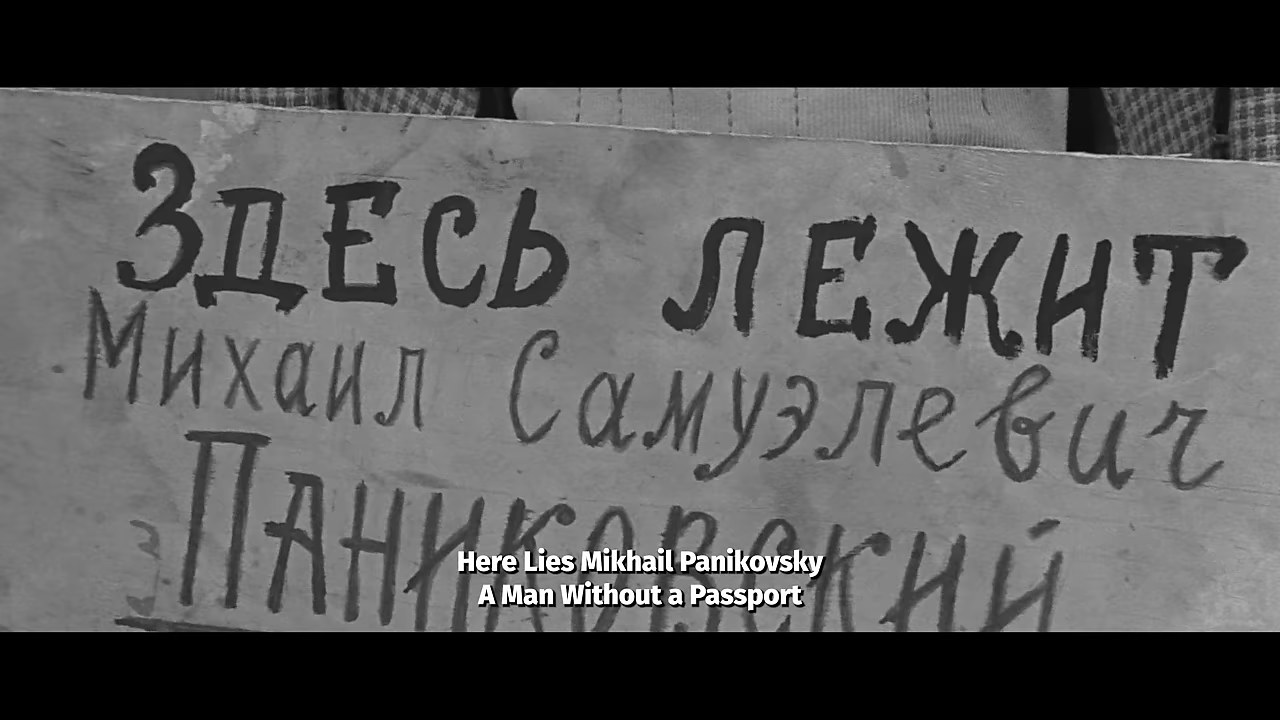 Здесь лежит
Михаил Самуэлевич
Паниковский
Here Lies Mikhail Panikovsky
A Man Without a Passport